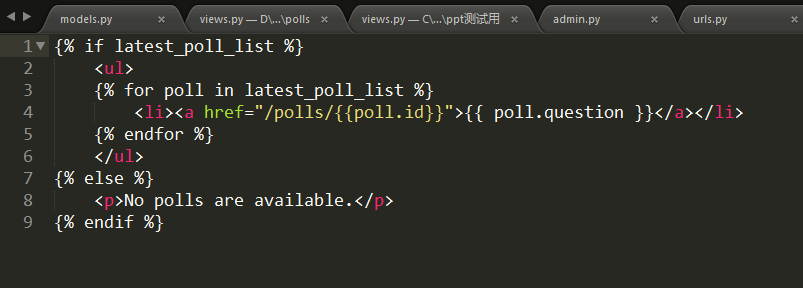 models.py × views.py — D\...\polls × views.py — C\...\ppt测试用 × admin.py × urls.py ×
1 {% if latest_poll_list %}
2 <ul>
3 {% for poll in latest_poll_list %}
4 <li><a href="/polls/{{poll.id}}">{{ poll.question }}</a></li>
5 {% endfor %}
6 </ul>
7 {% else %}
8 <p>No polls are available.</p>
9 {% endif %}